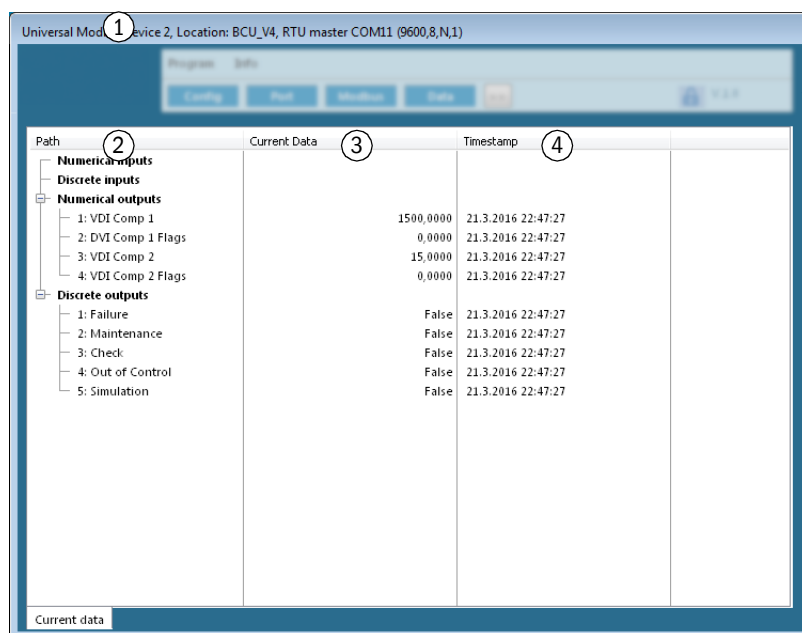 Universal Mod 1 evice 2, Location: BCU_V4, RTU master COM11 (9600,8,N,1)
Program Info
Config Port Modbus Data
Path 2 Current Data 3 Timestamp 4
Numerical inputs
Discrete inputs
Numerical outputs
1: VDI Comp 1 1500,0000 21.3.2016 22:47:27
2: DVI Comp 1 Flags 0,0000 21.3.2016 22:47:27
3: VDI Comp 2 15,0000 21.3.2016 22:47:27
4: VDI Comp 2 Flags 0,0000 21.3.2016 22:47:27
Discrete outputs
1: Failure False 21.3.2016 22:47:27
2: Maintenance False 21.3.2016 22:47:27
3: Check False 21.3.2016 22:47:27
4: Out of Control False 21.3.2016 22:47:27
5: Simulation False 21.3.2016 22:47:27
Current data